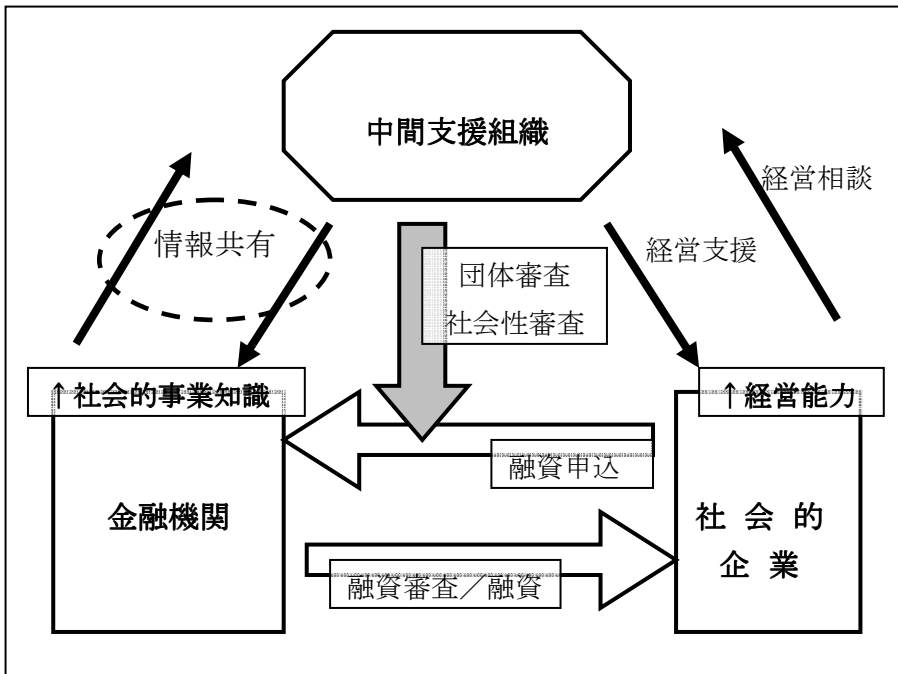 中間支援組織
経営相談
情報共有
経営支援
団体審査
社会性審査
↑社会的事業知識
↑経営能力
融資申込
金融機関
社 会 的
企 業
融資審査／融資